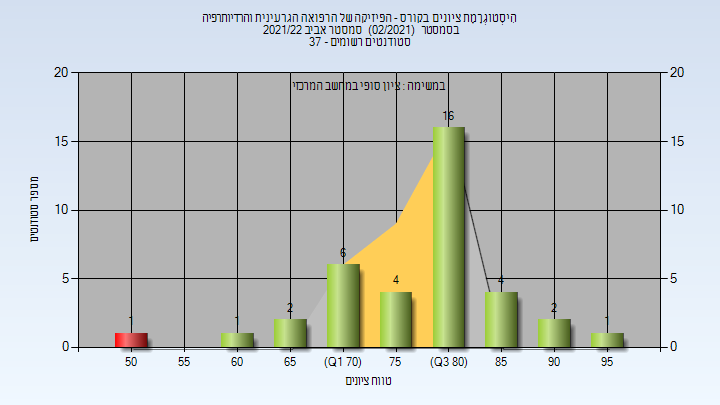 הִיסְטוֹגְרָמַת ציונים בקורס - הפיזיקה של הרפואה הגרעינית והרדיותרפיה
בסמסטר (02/2021) סמסטר אביב 2021/22
סטודנטים רשומים - 37
במשימה : ציון סופי במחשב המרכזי
20 20
15 15
10 10
5 5
0 0
מספר סטודנטים
1 1 2 6 4 16 4 2 1
50 55 60 65 (Q1 70) 75 (Q3 80) 85 90 95
טווח ציונים